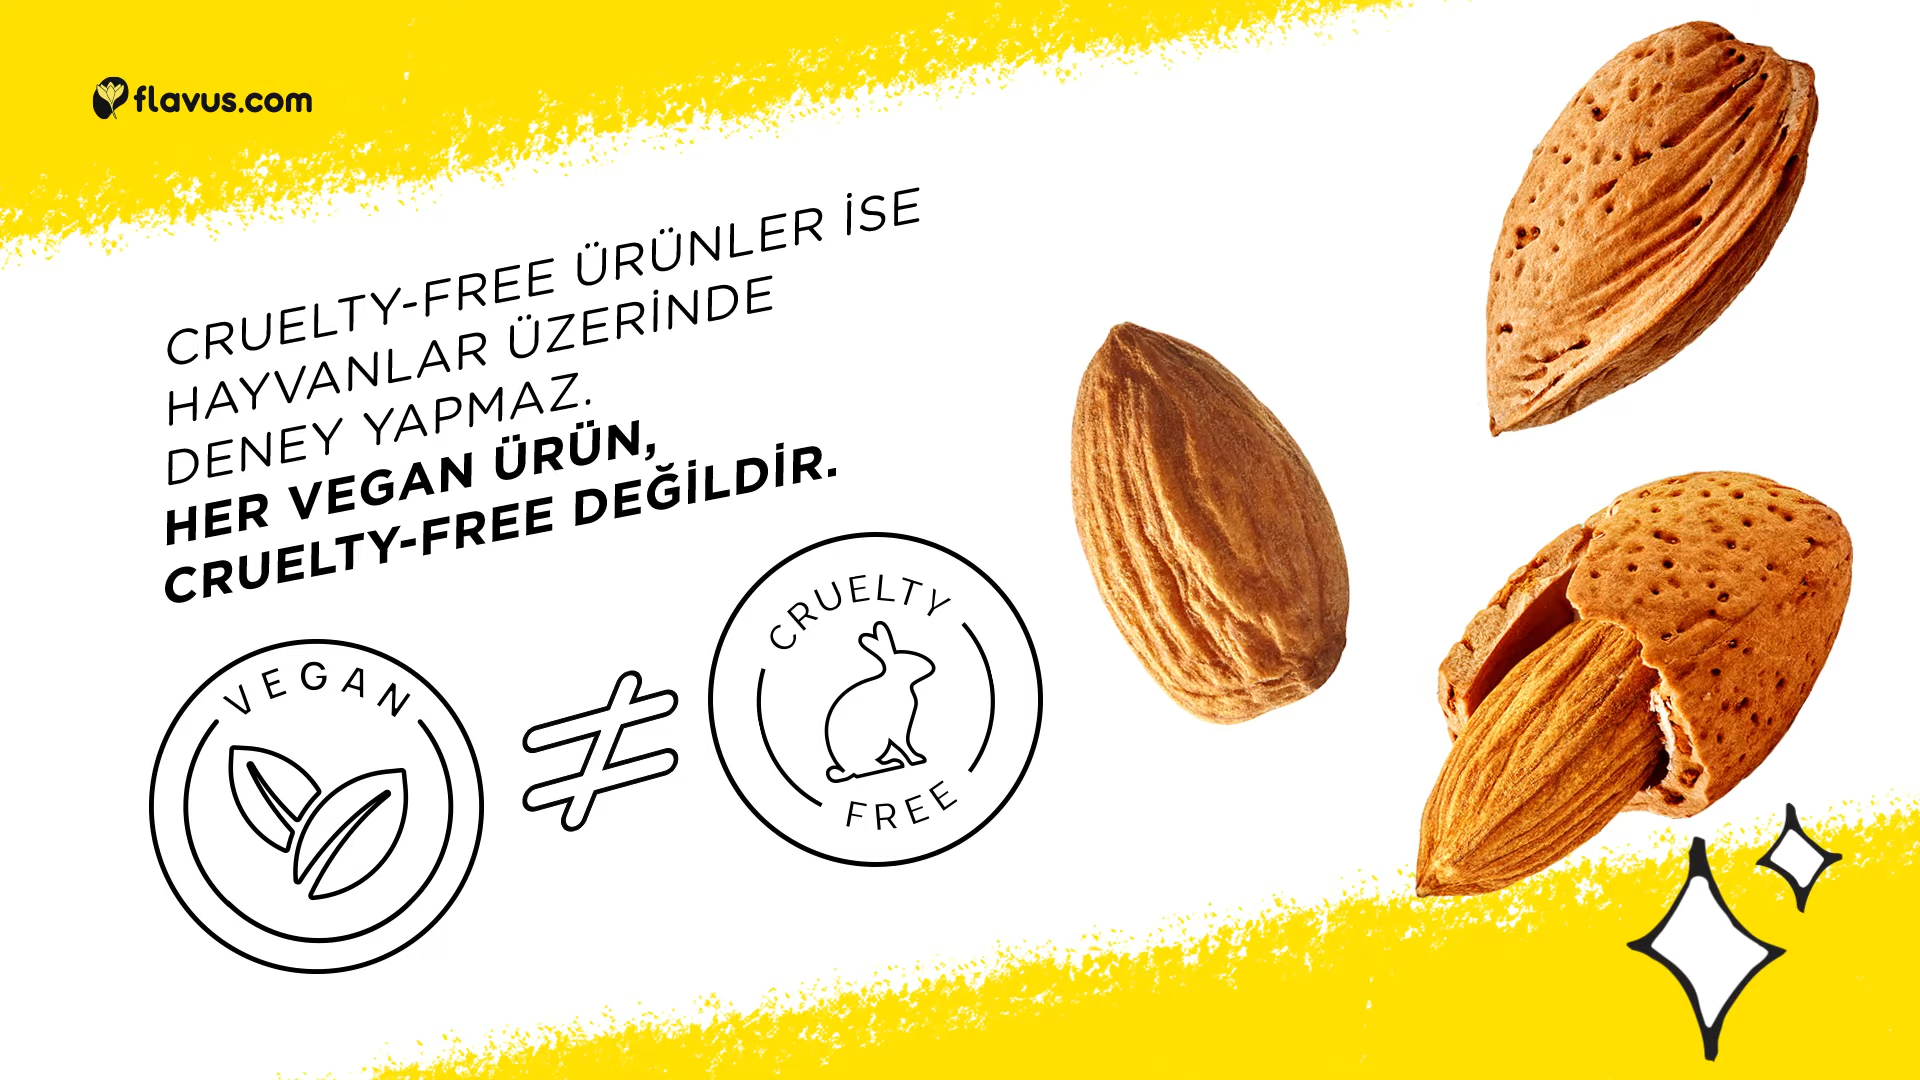 flavus.com
CRUELTY-FREE ÜRÜNLER İSE
HAYVANLAR ÜZERİNDE
DENEY YAPMAZ.
HER VEGAN ÜRÜN,
CRUELTY-FREE DEĞİLDİR.
VEGAN
≠
CRUELTY
FREE